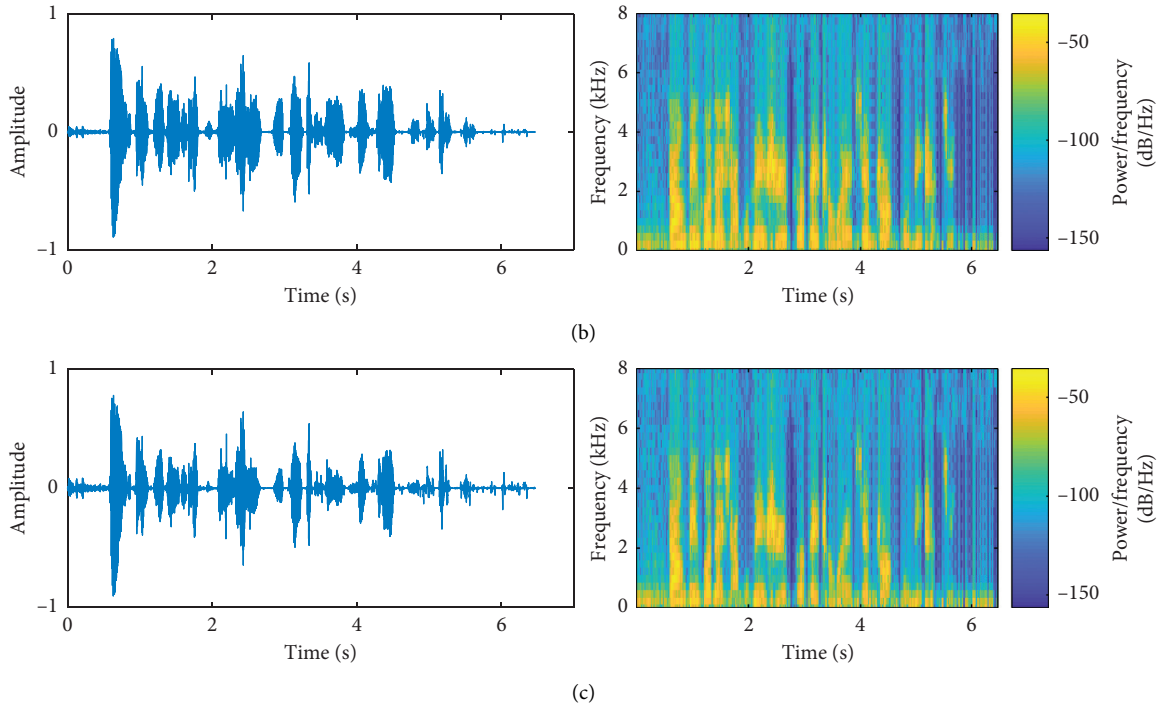 1
0
–1
Amplitude
0
2
4
6
Time (s)
8
6
4
2
0
Frequency (kHz)
2
4
6
Time (s)
–50
–100
–150
Power/frequency
(dB/Hz)
(b)
1
0
–1
Amplitude
0
2
4
6
Time (s)
8
6
4
2
0
Frequency (kHz)
2
4
6
Time (s)
–50
–100
–150
Power/frequency
(dB/Hz)
(c)